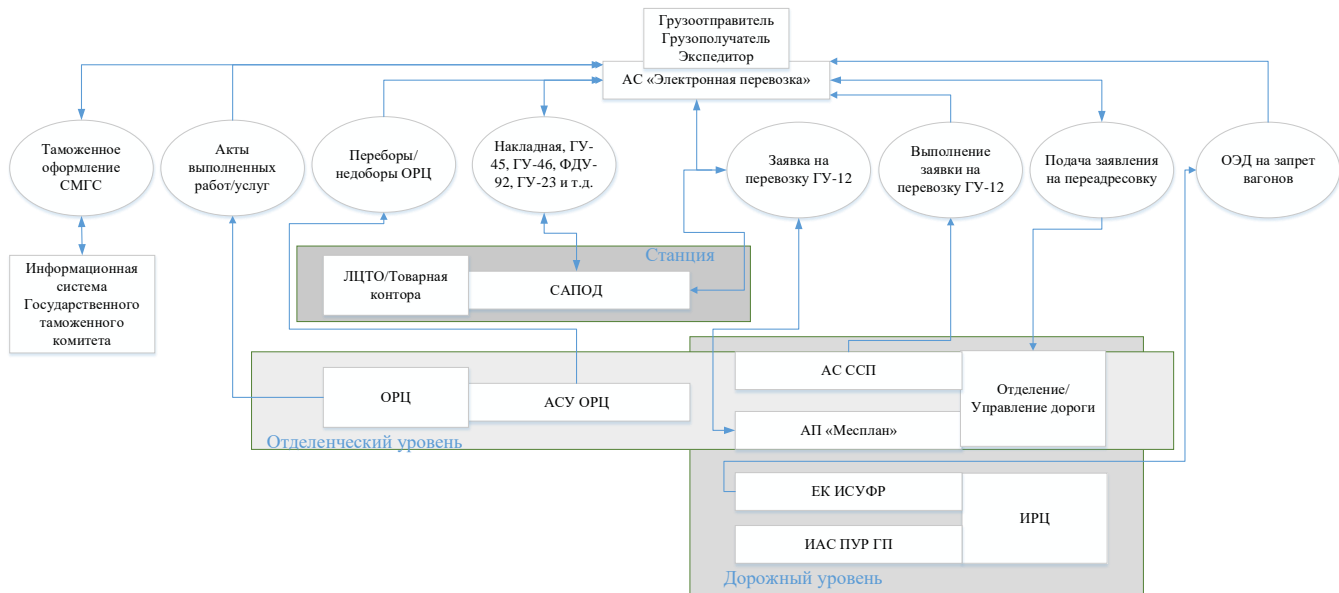 Грузоотправитель
Грузополучатель
Экспедитор
АС «Электронная перевозка»
Таможенное
оформление
СМГС
Акты
выполненных
работ/услуг
Переборы/
недоборы ОРЦ
Накладная, ГУ-
45, ГУ-46, ФДУ-
92, ГУ-23 и т.д.
Заявка на
перевозку ГУ-12
Выполнение
заявки на
перевозку ГУ-12
Подача заявления
на переадресовку
ОЭД на запрет
вагонов
Информационная
система
Государственного
таможенного
комитета
Станция
ЛЦТО/Товарная
контора
САПОД
ОРЦ
АСУ ОРЦ
Отделенческий уровень
АС ССП
АП «Месплан»
Отделение/
Управление дороги
ЕК ИСУФР
ИАС ПУР ГП
ИРЦ
Дорожный уровень